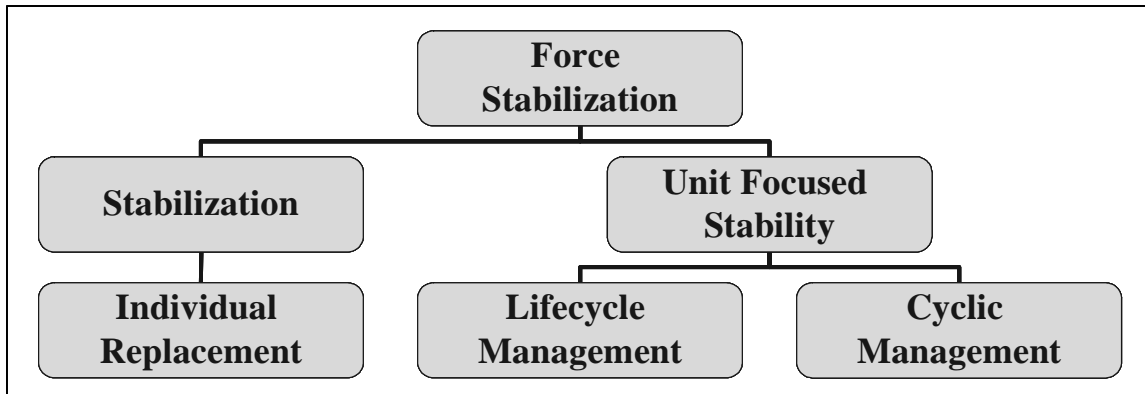 Force
Stabilization
Stabilization
Unit Focused
Stability
Individual
Replacement
Lifecycle
Management
Cyclic
Management